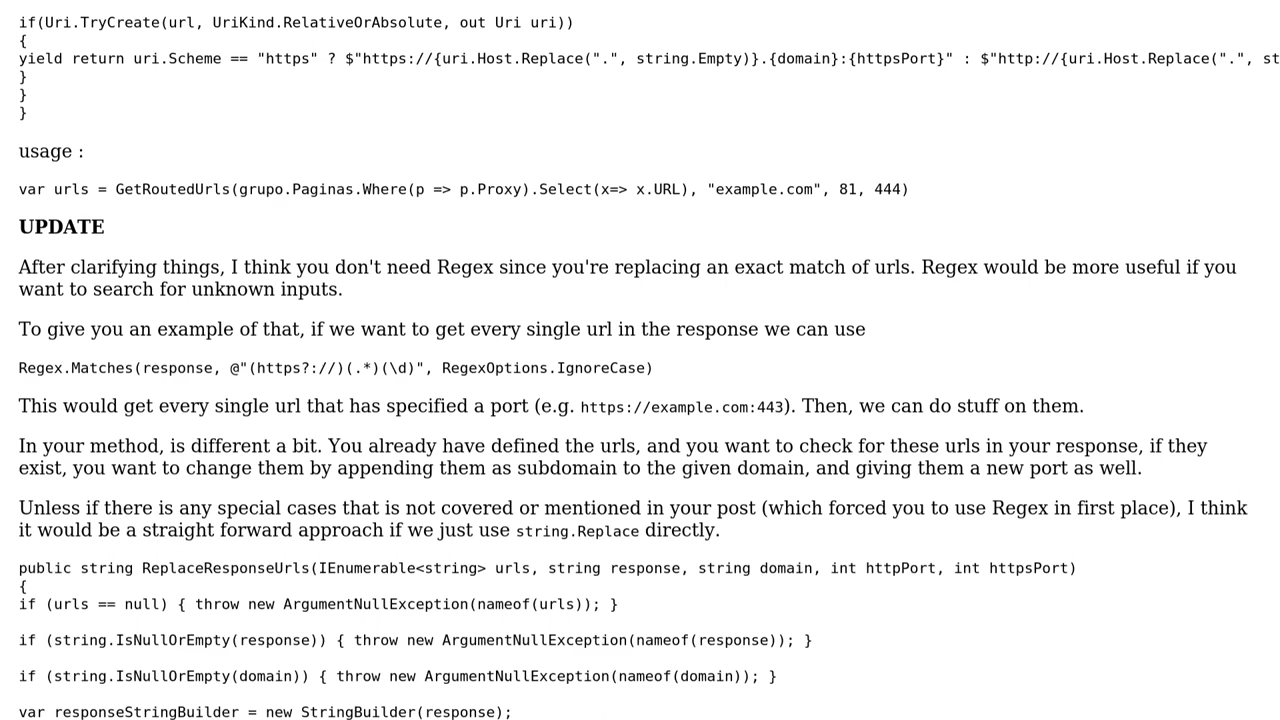 if(Uri.TryCreate(url, UriKind.RelativeOrAbsolute, out Uri uri))
{
yield return uri.Scheme == "https" ? $"https://{uri.Host.Replace(".", string.Empty)}.{domain}:{httpsPort}" : $"http://{uri.Host.Replace(".", st
}
}
}
usage :
var urls = GetRoutedUrls(grupo.Paginas.Where(p => p.Proxy).Select(x=> x.URL), "example.com", 81, 444)
UPDATE
After clarifying things, I think you don't need Regex since you're replacing an exact match of urls. Regex would be more useful if you
want to search for unknown inputs.
To give you an example of that, if we want to get every single url in the response we can use
Regex.Matches(response, @"(https?://)(.*)(\d)", RegexOptions.IgnoreCase)
This would get every single url that has specified a port (e.g. https://example.com:443). Then, we can do stuff on them.
In your method, is different a bit. You already have defined the urls, and you want to check for these urls in your response, if they
exist, you want to change them by appending them as subdomain to the given domain, and giving them a new port as well.
Unless if there is any special cases that is not covered or mentioned in your post (which forced you to use Regex in first place), I think
it would be a straight forward approach if we just use string.Replace directly.
public string ReplaceResponseUrls(IEnumerable<string> urls, string response, string domain, int httpPort, int httpsPort)
{
if (urls == null) { throw new ArgumentNullException(nameof(urls)); }
if (string.IsNullOrEmpty(response)) { throw new ArgumentNullException(nameof(response)); }
if (string.IsNullOrEmpty(domain)) { throw new ArgumentNullException(nameof(domain)); }
var responseStringBuilder = new StringBuilder(response);